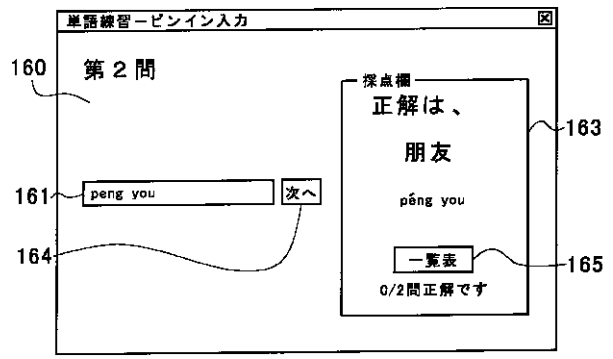 単語練習－ピンイン入力
160
第2問
採点欄
正解は、
163
朋友
161
peng you
次へ
péng you
164
一覧表
165
0/2問正解です